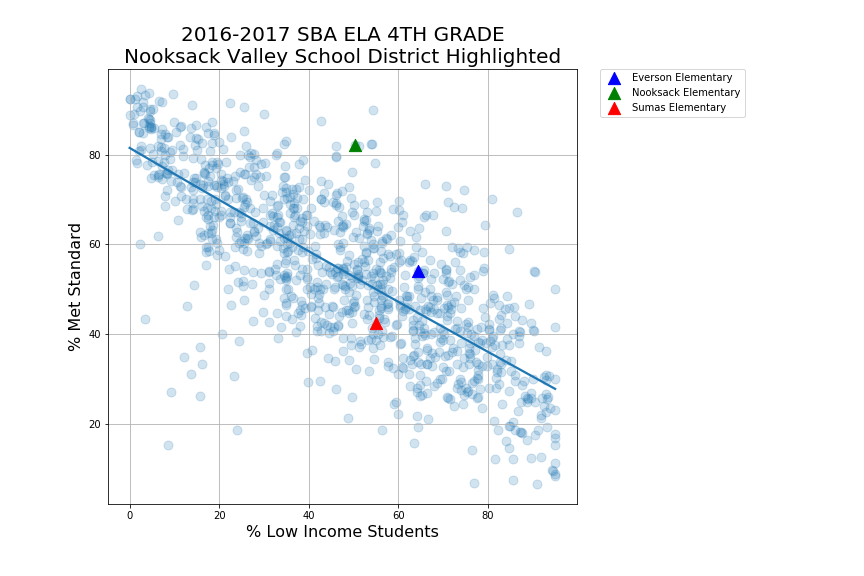 2016-2017 SBA ELA 4TH GRADE
Nooksack Valley School District Highlighted
Everson Elementary
Nooksack Elementary
Sumas Elementary
% Met Standard
80
60
40
20
0 20 40 60 80
% Low Income Students